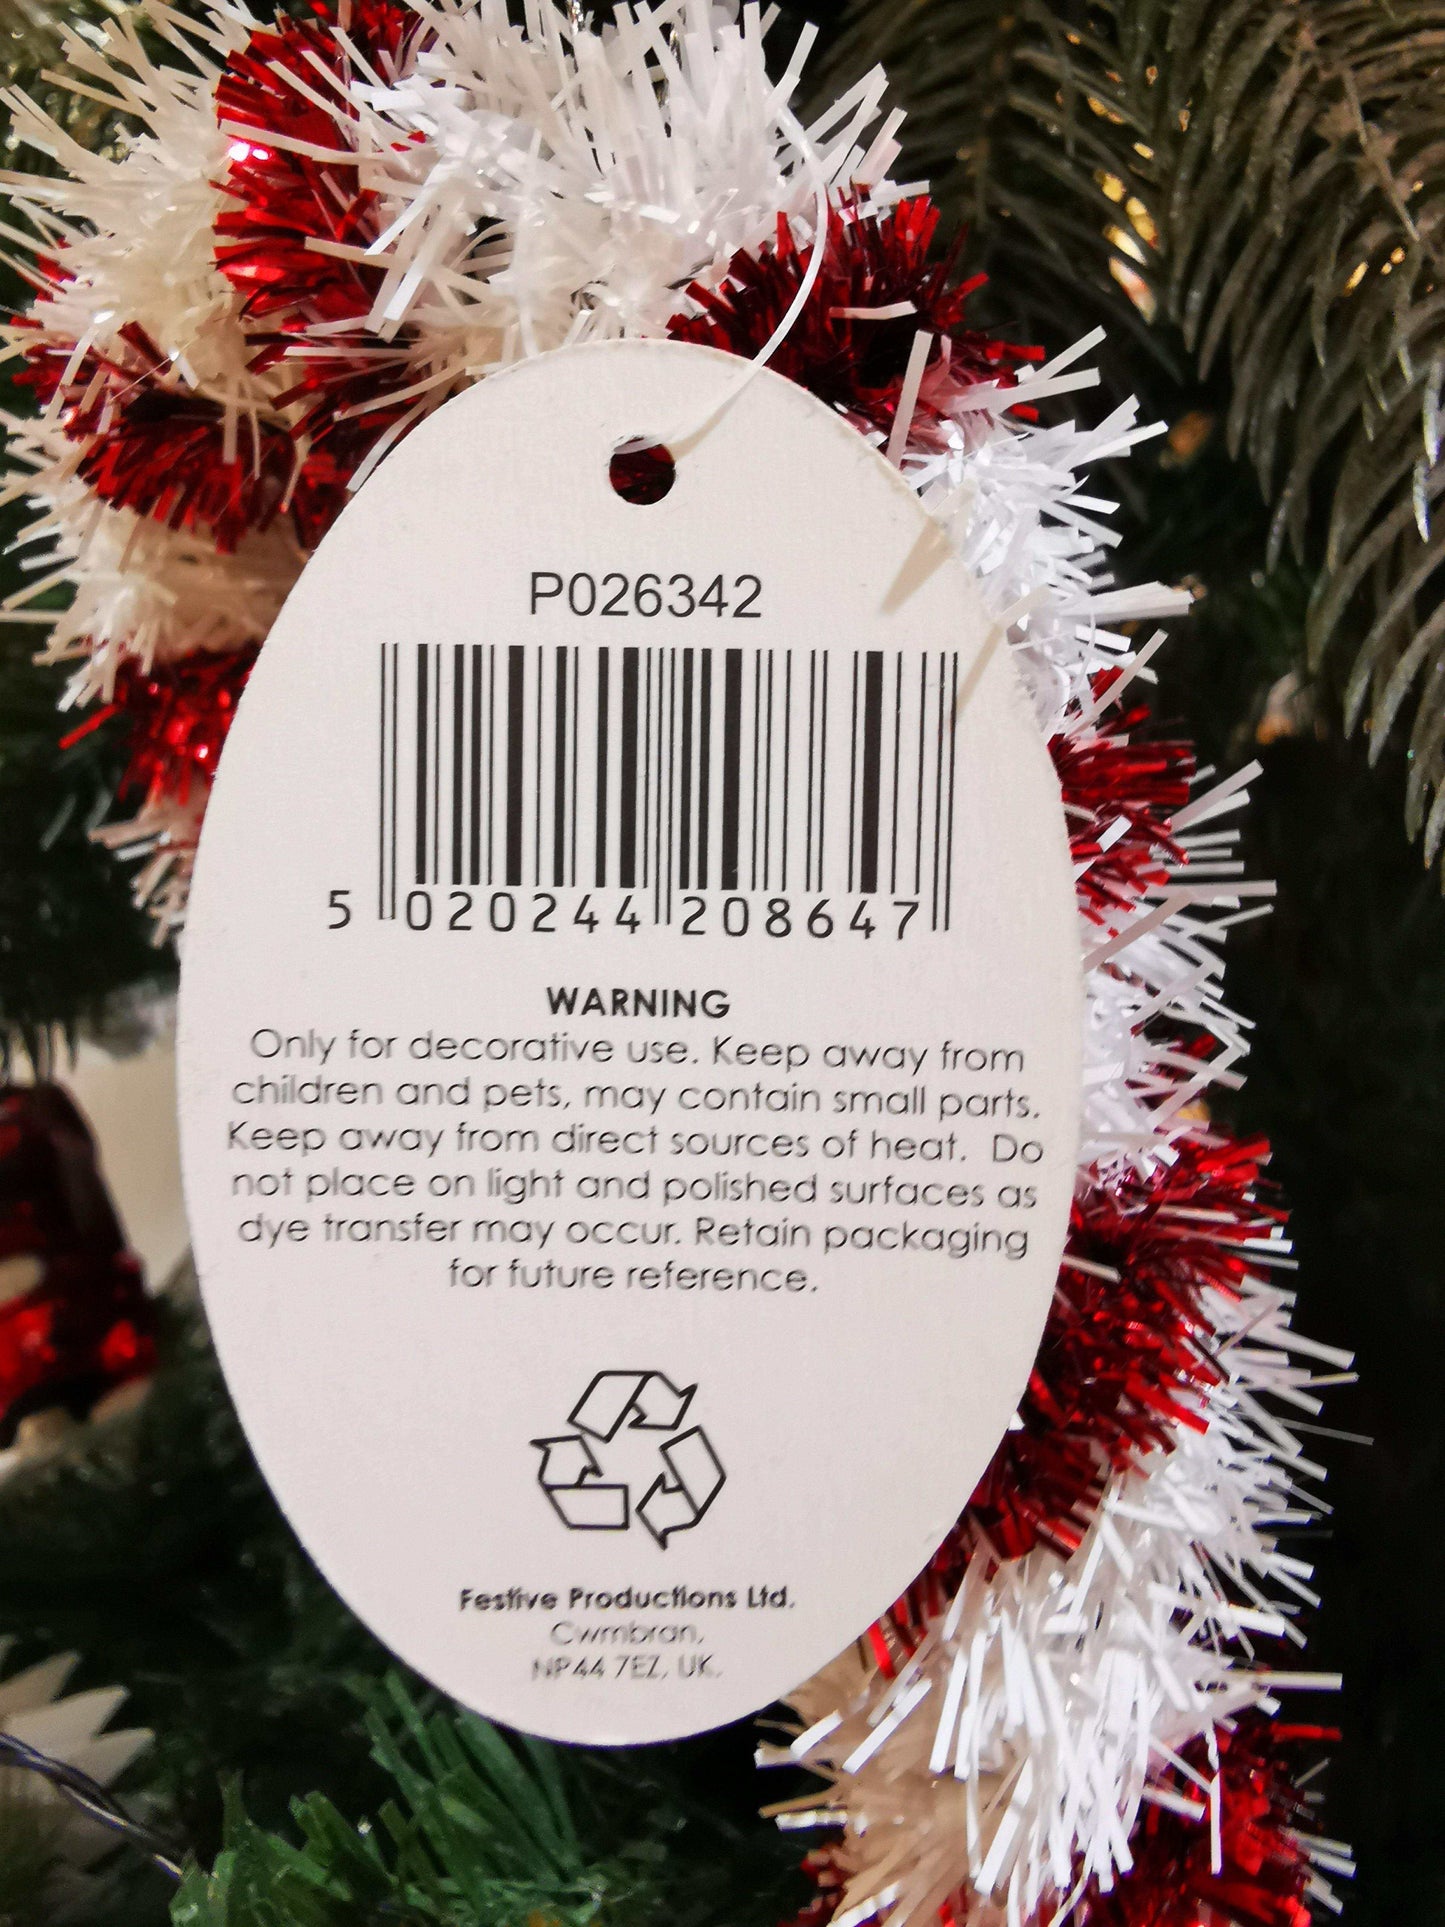 P026342
5 020244 208647
WARNING
Only for decorative use. Keep away from
children and pets, may contain small parts.
Keep away from direct sources of heat. Do
not place on light and polished surfaces as
dye transfer may occur. Retain packaging
for future reference.
Festive Productions Ltd.
Cwmbran,
NP44 7EZ, UK.